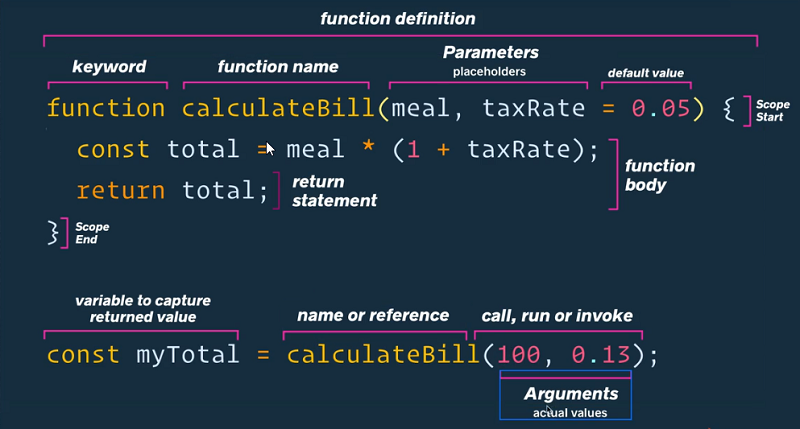 function definition
keyword function name Parameters
placeholders default value
function calculateBill(meal, taxRate = 0.05) { Scope
Start
const total = meal * (1 + taxRate);
function
body
return total; return
statement
} Scope
End
variable to capture
returned value
name or reference call, run or invoke
const myTotal = calculateBill(100, 0.13);
Arguments
actual values